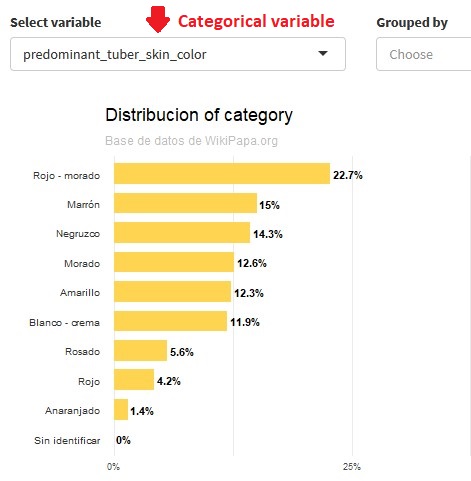 Select variable
Categorical variable
Grouped by
predominant_tuber_skin_color
Choose
Distribucion of category
Base de datos de WikiPapa.org
Rojo - morado 22.7%
Marrón 15%
Negruzco 14.3%
Morado 12.6%
Amarillo 12.3%
Blanco - crema 11.9%
Rosado 5.6%
Rojo 4.2%
Anaranjado 1.4%
Sin identificar 0%
0% 25%